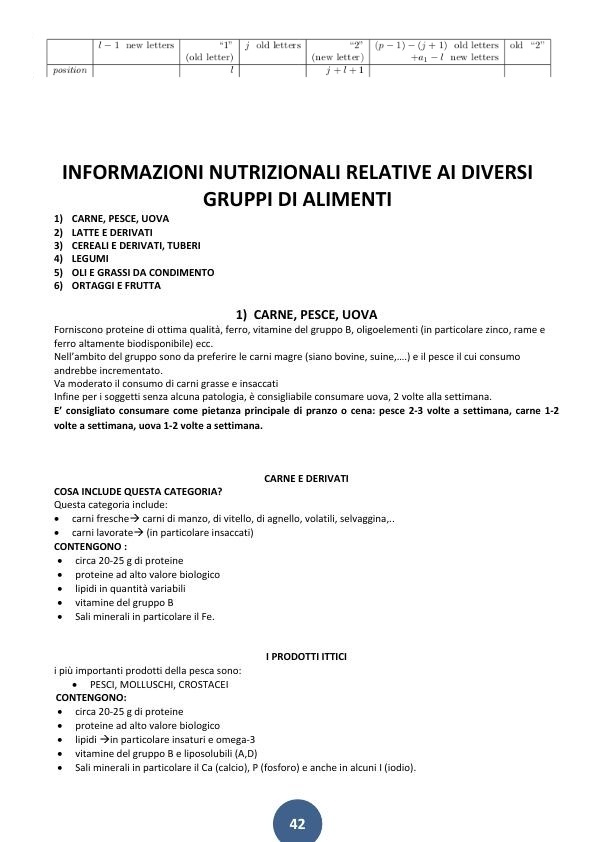 l − 1 new letters “1” j old letters “2” (p − 1) − (j + 1) old letters old “2”
(old letter) (new letter) +a₁ − l new letters
position l j + l + 1
INFORMAZIONI NUTRIZIONALI RELATIVE AI DIVERSI
GRUPPI DI ALIMENTI
1) CARNE, PESCE, UOVA
2) LATTE E DERIVATI
3) CEREALI E DERIVATI, TUBERI
4) LEGUMI
5) OLI E GRASSI DA CONDIMENTO
6) ORTAGGI E FRUTTA
1) CARNE, PESCE, UOVA
Forniscono proteine di ottima qualità, ferro, vitamine del gruppo B, oligoelementi (in particolare zinco, rame e
ferro altamente biodisponibile) ecc.
Nell’ambito del gruppo sono da preferire le carni magre (siano bovine, suine,....) e il pesce il cui consumo
andrebbe incrementato.
Va moderato il consumo di carni grasse e insaccati
Infine per i soggetti senza alcuna patologia, è consigliabile consumare uova, 2 volte alla settimana.
E’ consigliato consumare come pietanza principale di pranzo o cena: pesce 2-3 volte a settimana, carne 1-2
volte a settimana, uova 1-2 volte a settimana.
CARNE E DERIVATI
COSA INCLUDE QUESTA CATEGORIA?
Questa categoria include:
• carni fresche→ carni di manzo, di vitello, di agnello, volatili, selvaggina,..
• carni lavorate→ (in particolare insaccati)
CONTENGONO :
• circa 20-25 g di proteine
• proteine ad alto valore biologico
• lipidi in quantità variabili
• vitamine del gruppo B
• Sali minerali in particolare il Fe.
I PRODOTTI ITTICI
i più importanti prodotti della pesca sono:
• PESCI, MOLLUSCHI, CROSTACEI
CONTENGONO:
• circa 20-25 g di proteine
• proteine ad alto valore biologico
• lipidi →in particolare insaturi e omega-3
• vitamine del gruppo B e liposolubili (A,D)
• Sali minerali in particolare il Ca (calcio), P (fosforo) e anche in alcuni I (iodio).
42